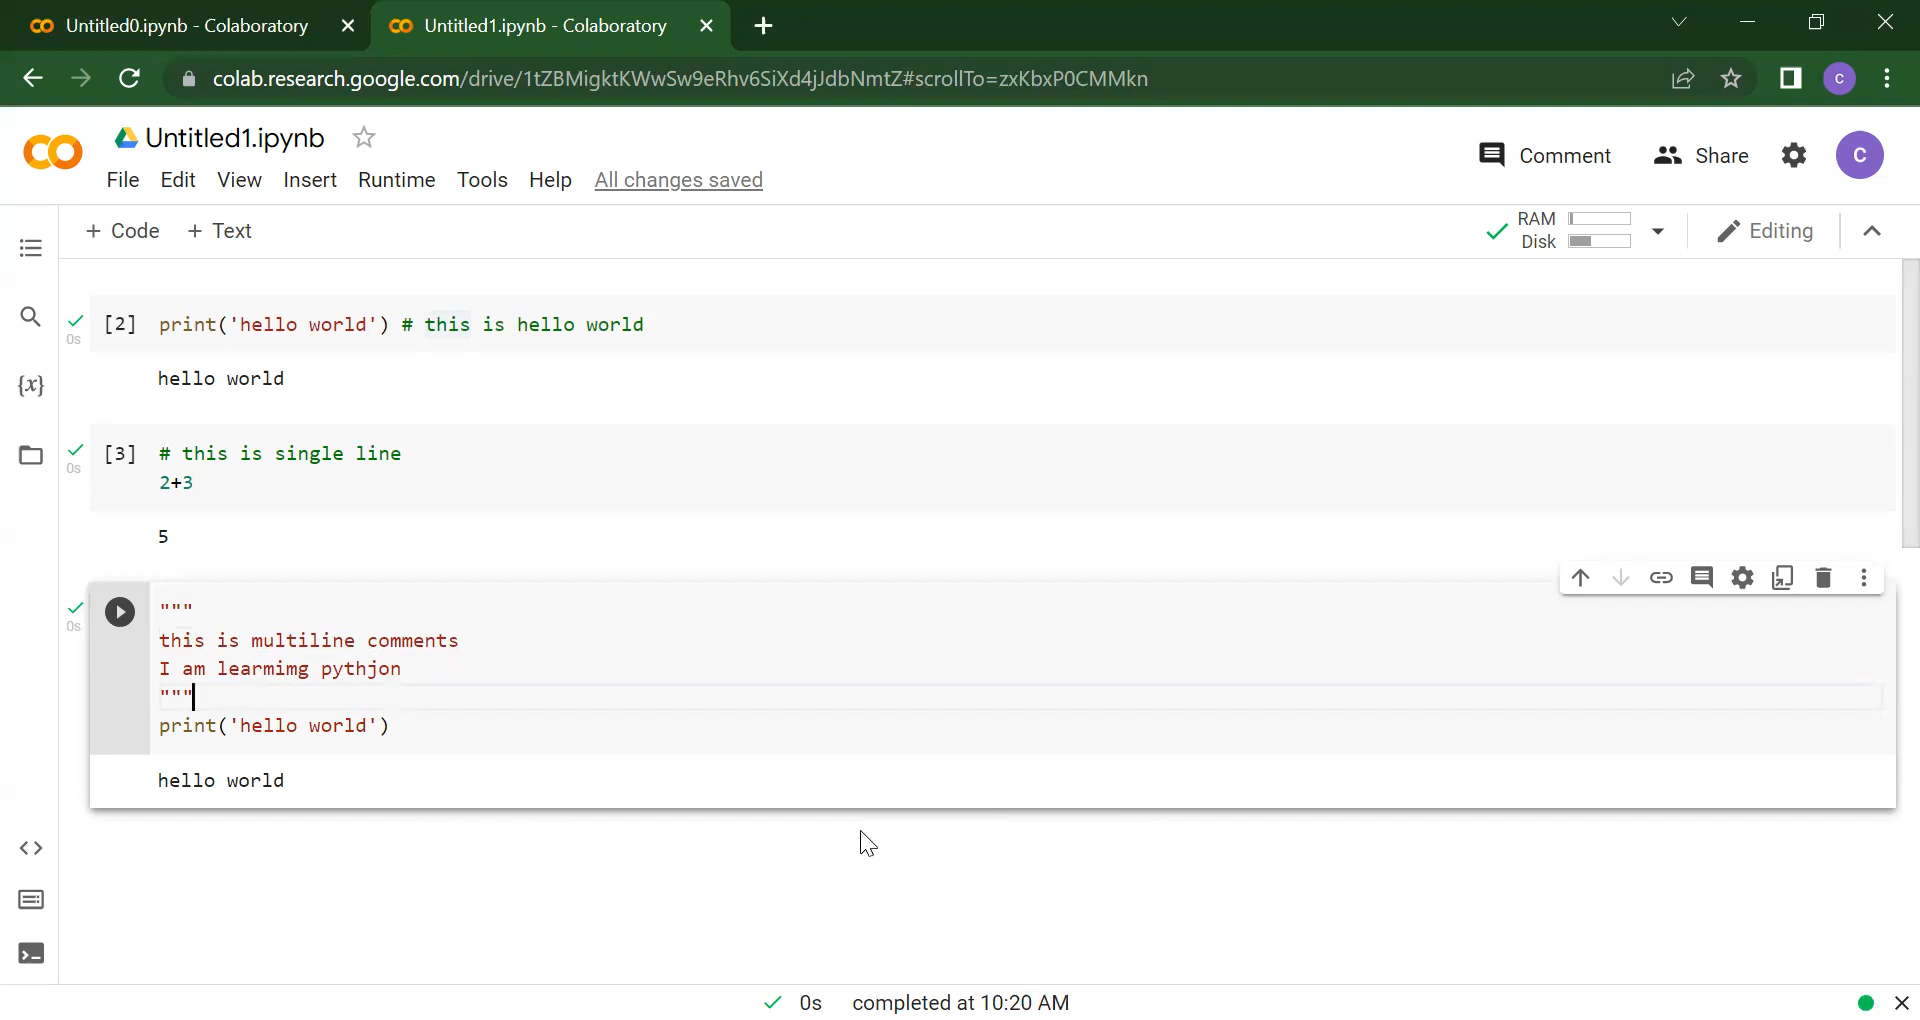 Untitled0.ipynb - Colaboratory
Untitled1.ipynb - Colaboratory
colab.research.google.com/drive/1tZBMigktKWwSw9eRhv6SiXd4jJdbNmtZ#scrollTo=zxKbxP0CMMkn
C
Untitled1.ipynb
Comment
Share
C
File Edit View Insert Runtime Tools Help All changes saved
+ Code + Text
RAM
Disk
Editing
[2] print('hello world') # this is hello world
0s
hello world
{x}
[3] # this is single line
0s
2+3
5
"""
0s
this is multiline comments
I am learmimg pythjon
"""
print('hello world')
hello world
0s completed at 10:20 AM